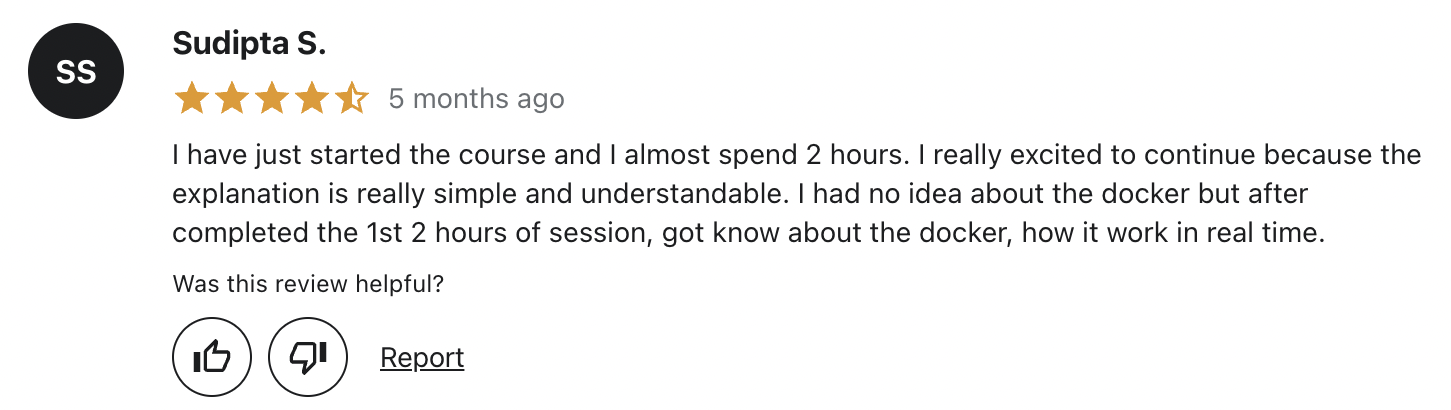 SS
Sudipta S.
5 months ago
I have just started the course and I almost spend 2 hours. I really excited to continue because the
explanation is really simple and understandable. I had no idea about the docker but after
completed the 1st 2 hours of session, got know about the docker, how it work in real time.
Was this review helpful?
Report